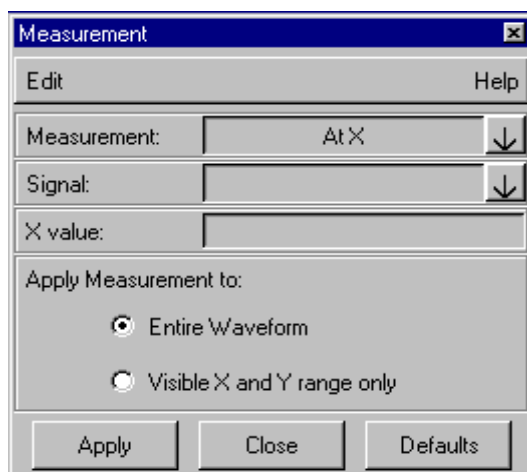 Measurement
Edit Help
Measurement: At X
Signal:
X value:
Apply Measurement to:
Entire Waveform
Visible X and Y range only
Apply Close Defaults